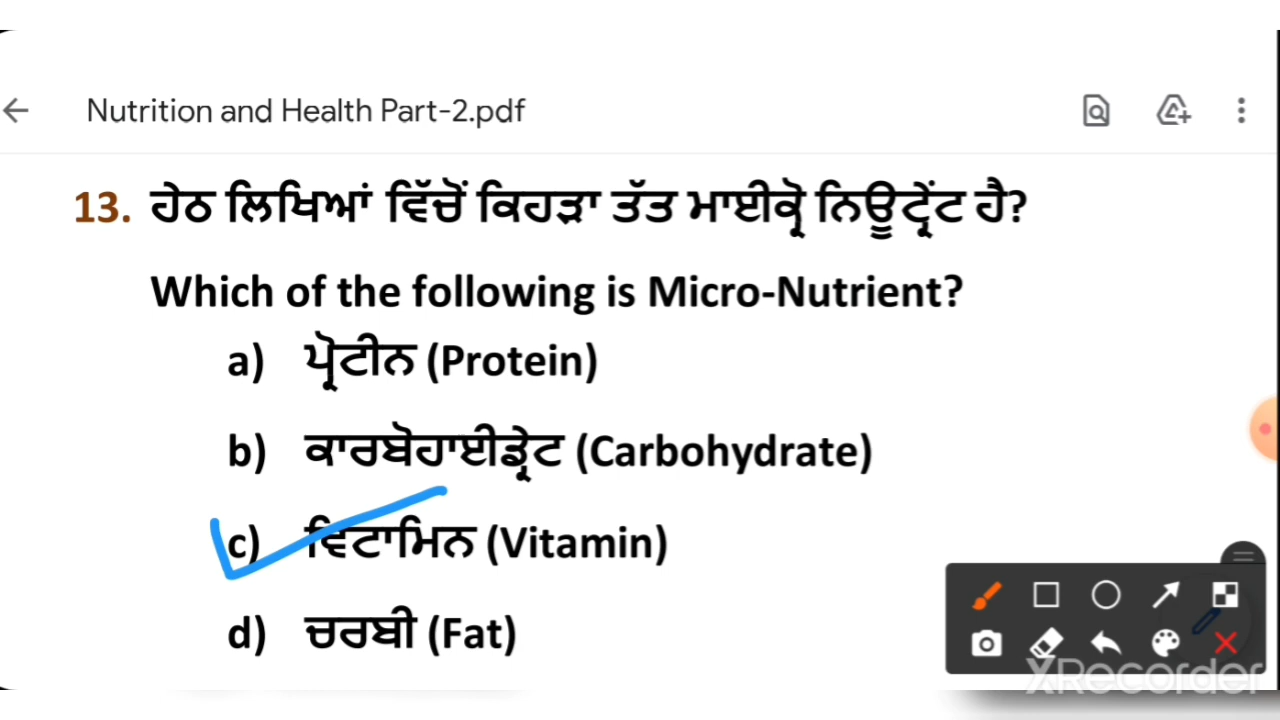 Nutrition and Health Part-2.pdf
13. ਹੇਠ ਲਿਖਿਆਂ ਵਿੱਚੋਂ ਕਿਹੜਾ ਤੱਤ ਮਾਈਕ੍ਰੋ ਨਿਊਟ੍ਰੇਂਟ ਹੈ?
Which of the following is Micro-Nutrient?
a) ਪ੍ਰੋਟੀਨ (Protein)
b) ਕਾਰਬੋਹਾਈਡ੍ਰੇਟ (Carbohydrate)
c) ਵਿਟਾਮਿਨ (Vitamin)
d) ਚਰਬੀ (Fat)
XRecorder